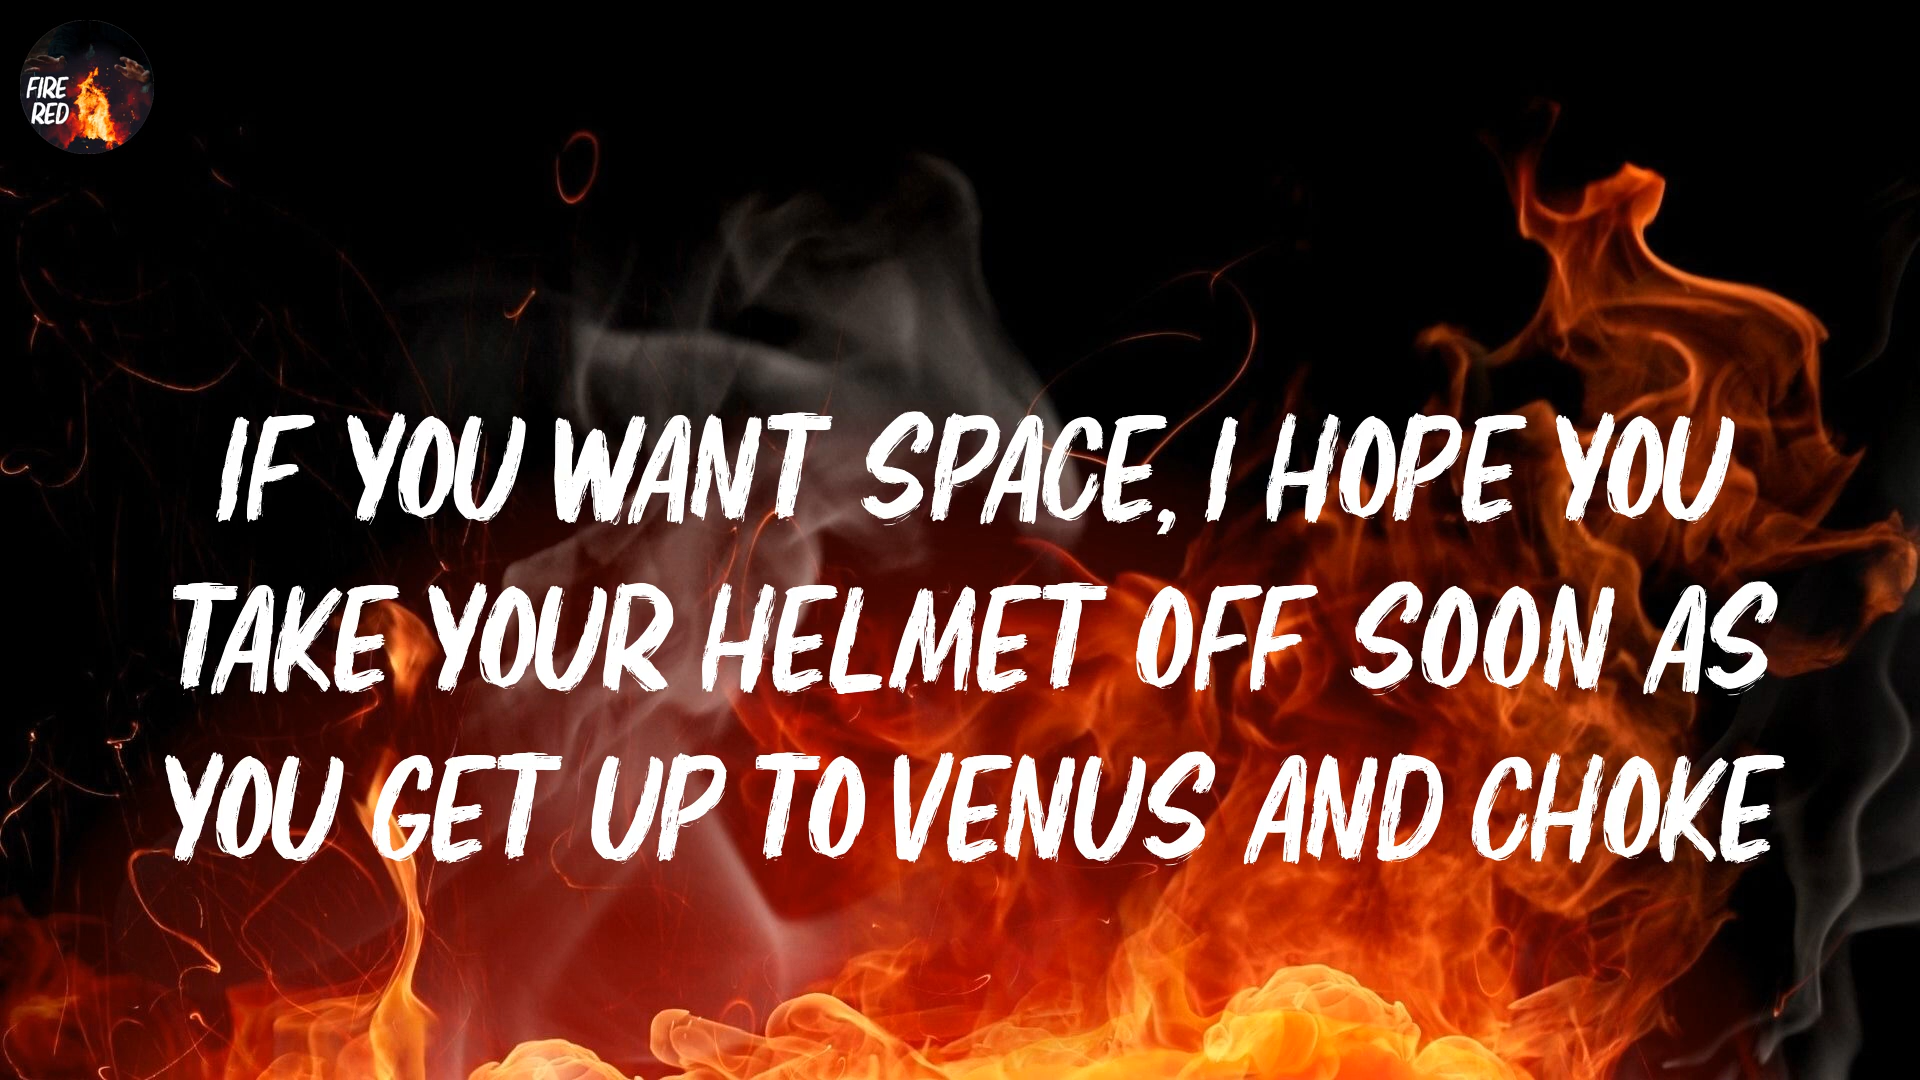 FIRE
RED
IF YOU WANT SPACE, I HOPE YOU
TAKE YOUR HELMET OFF SOON AS
YOU GET UP TO VENUS AND CHOKE